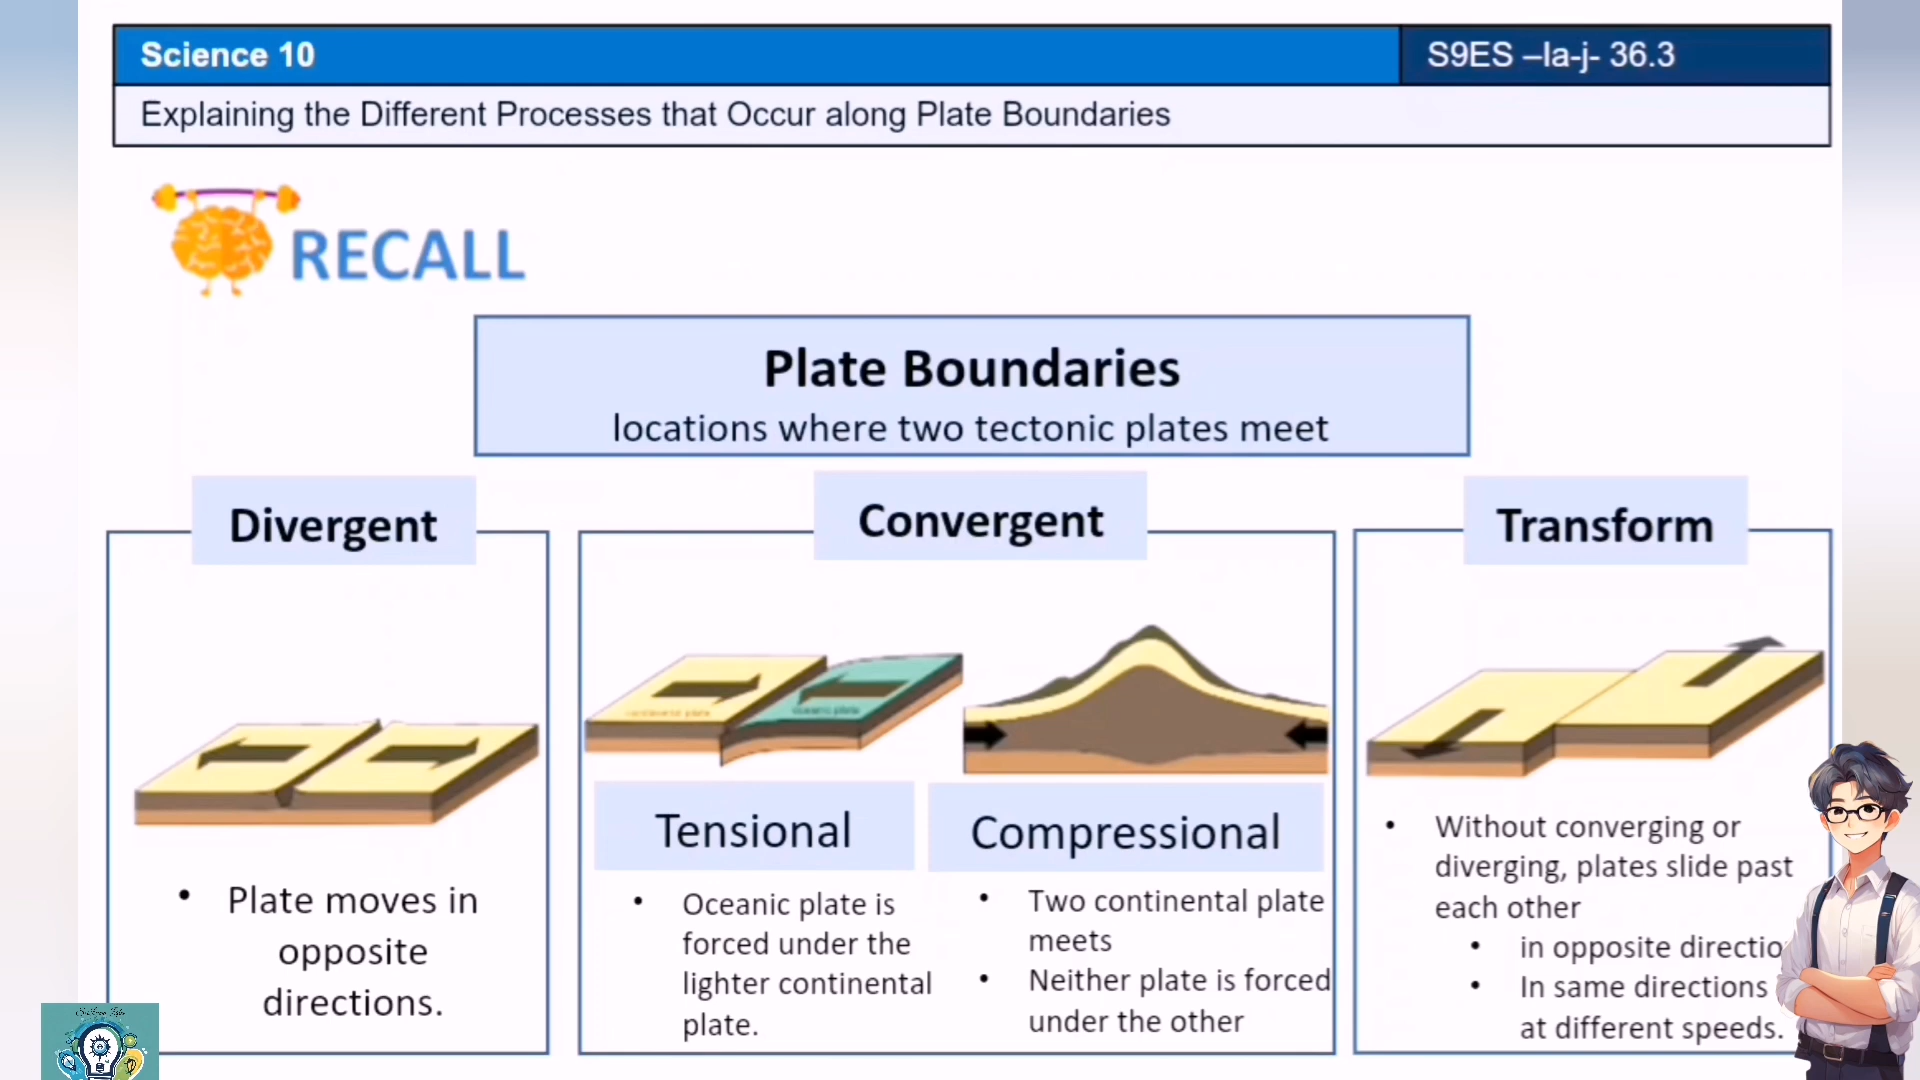 Science 10
S9ES –Ia-j- 36.3
Explaining the Different Processes that Occur along Plate Boundaries
RECALL
Plate Boundaries
locations where two tectonic plates meet
Divergent
Convergent
Transform
Tensional
Compressional
• Plate moves in
opposite
directions.
• Oceanic plate is
forced under the
lighter continental
plate.
• Two continental plate
meets
• Neither plate is forced
under the other
• Without converging or
diverging, plates slide past
each other
• in opposite directio
• In same directions
at different speeds.